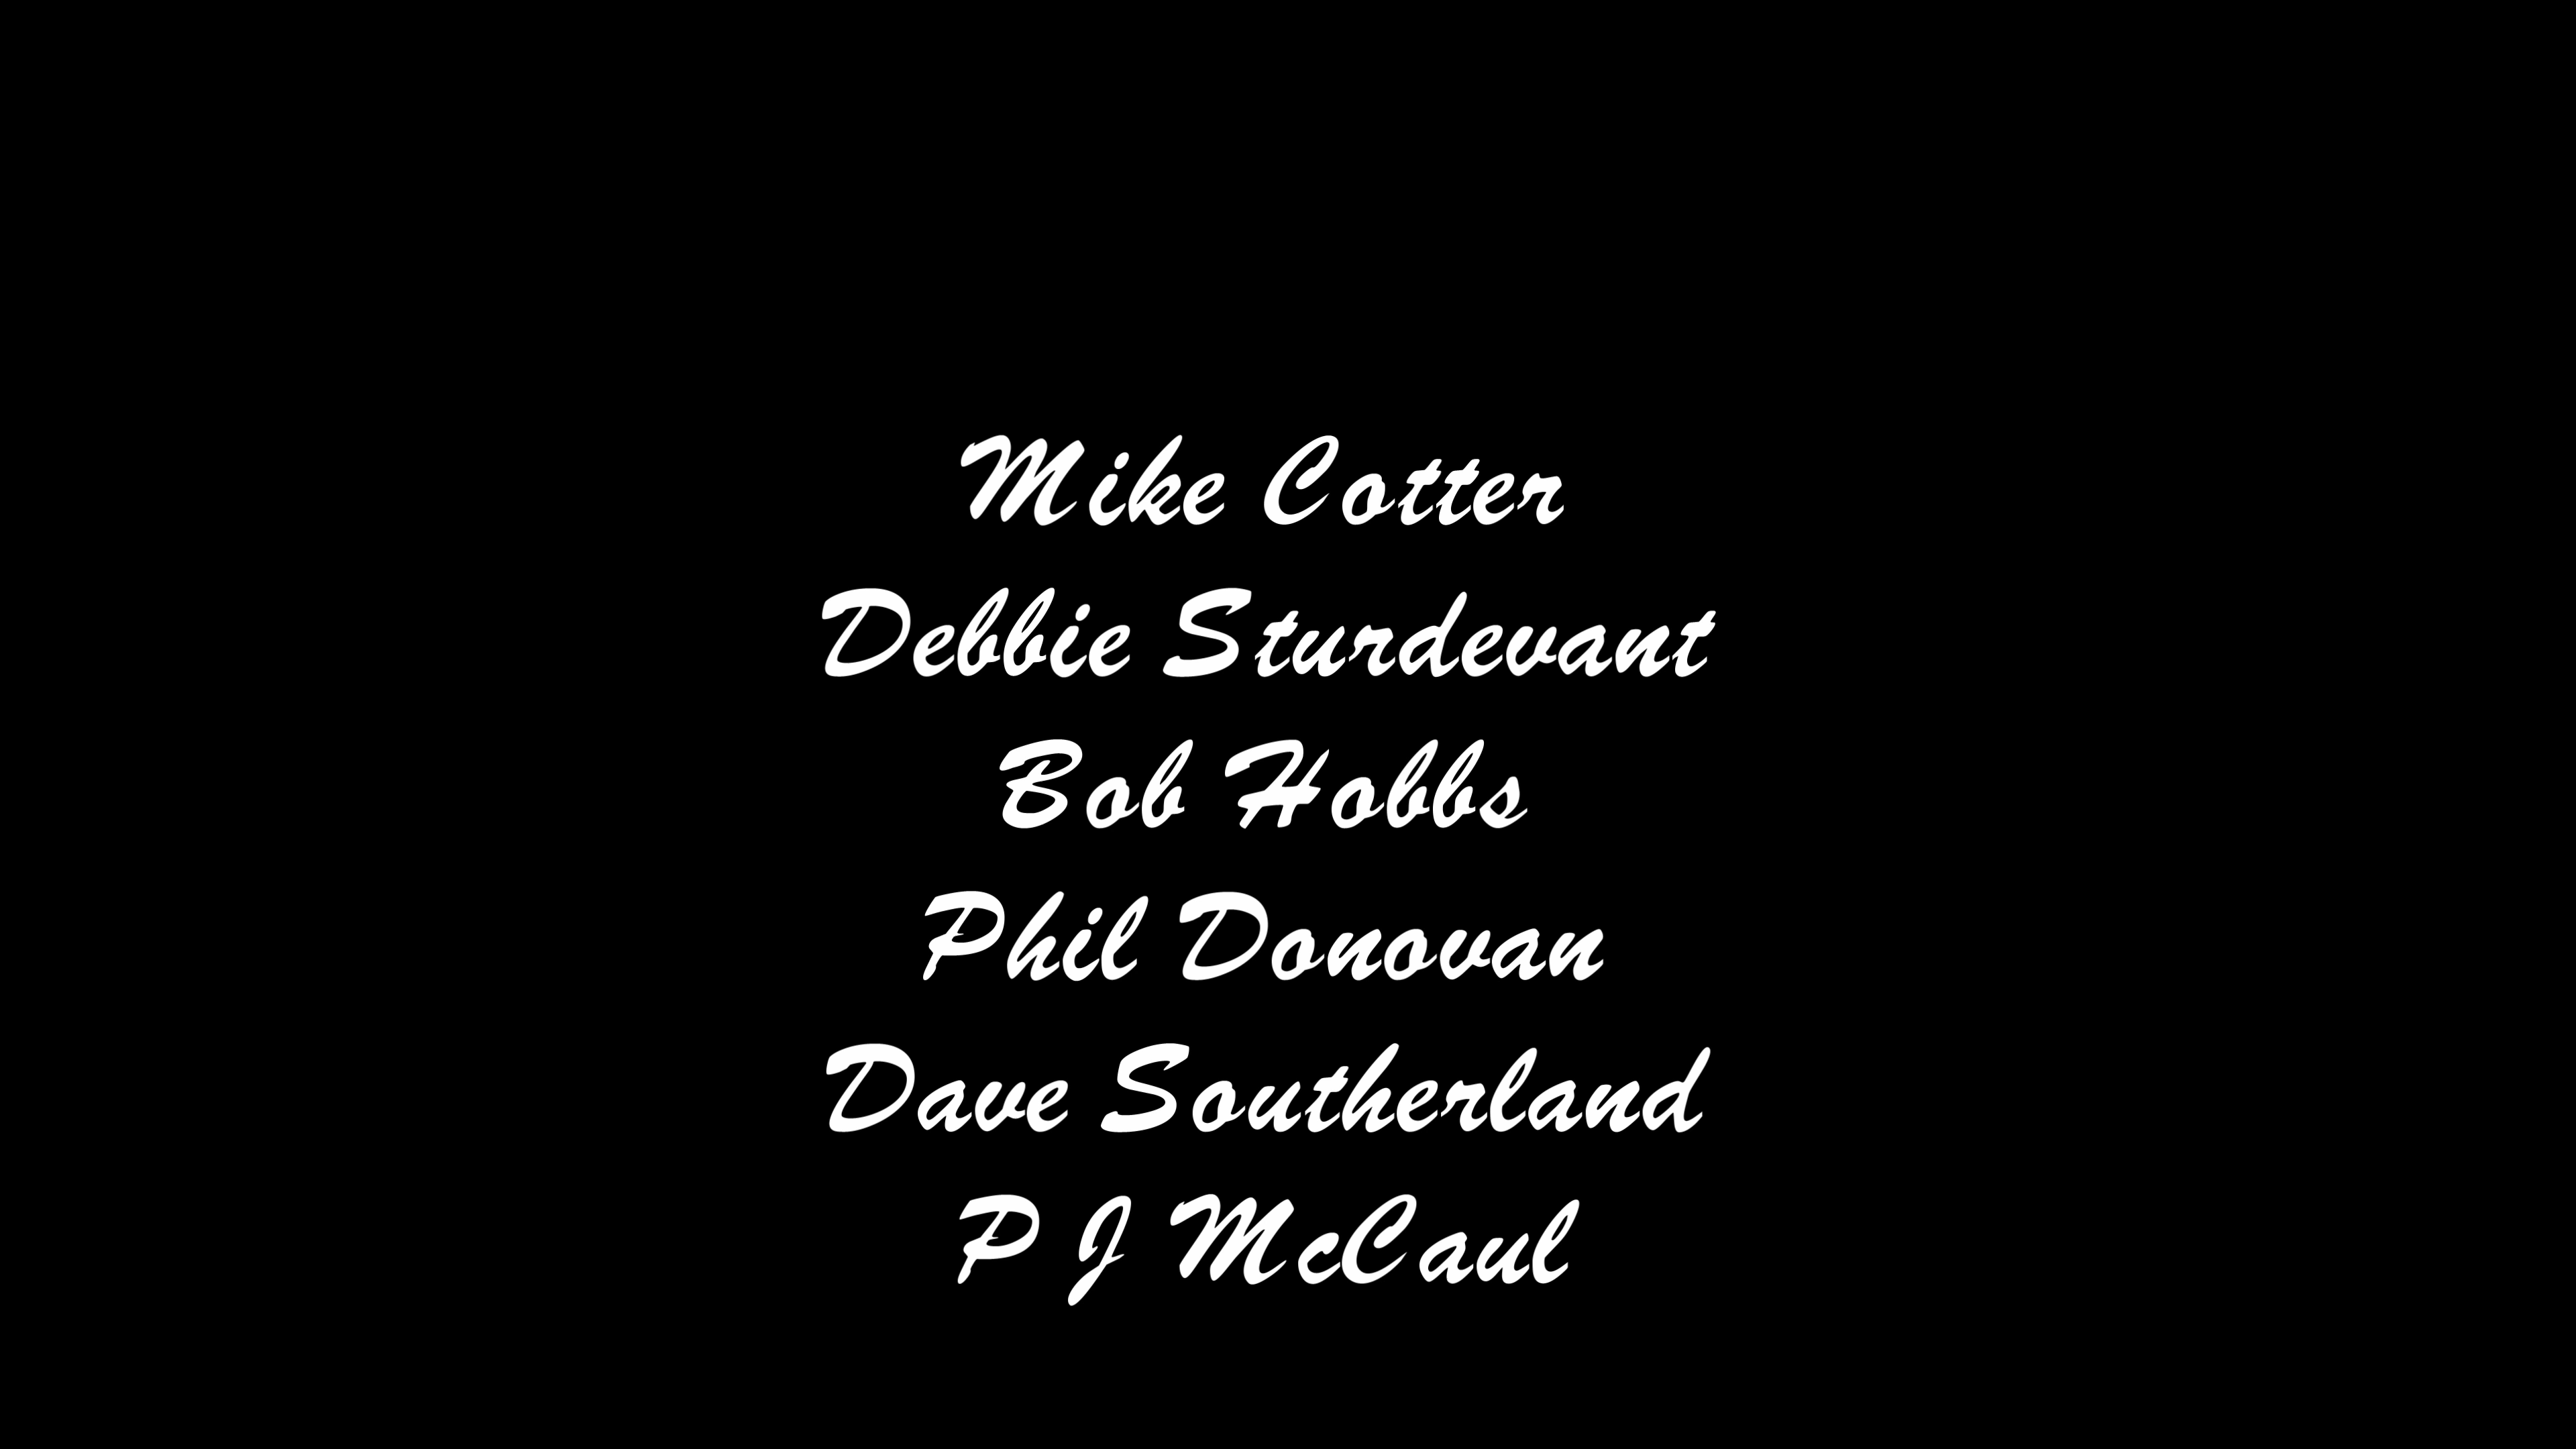 Mike Cotter
Debbie Sturdevant
Bob Hobbs
Phil Donovan
Dave Southerland
P J McCaul